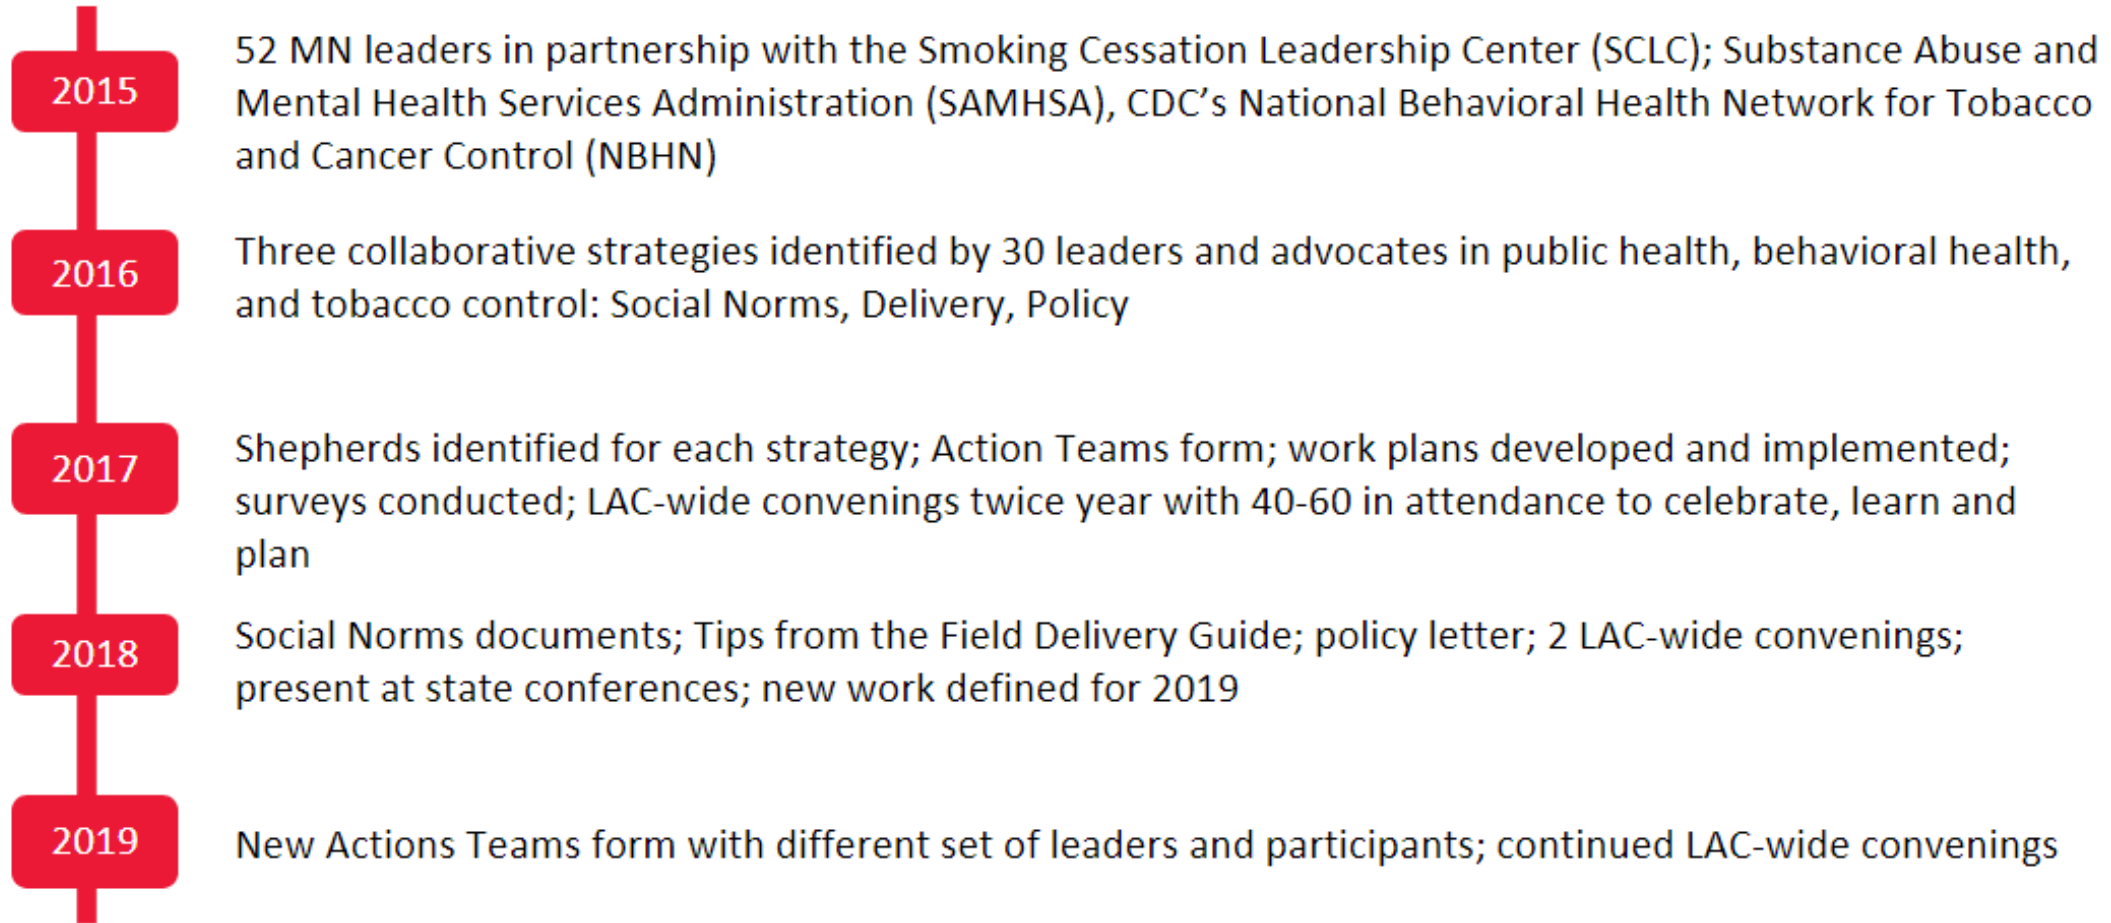 2015
52 MN leaders in partnership with the Smoking Cessation Leadership Center (SCLC); Substance Abuse and
Mental Health Services Administration (SAMHSA), CDC’s National Behavioral Health Network for Tobacco
and Cancer Control (NBHN)
2016
Three collaborative strategies identified by 30 leaders and advocates in public health, behavioral health,
and tobacco control: Social Norms, Delivery, Policy
2017
Shepherds identified for each strategy; Action Teams form; work plans developed and implemented;
surveys conducted; LAC-wide convenings twice year with 40-60 in attendance to celebrate, learn and
plan
2018
Social Norms documents; Tips from the Field Delivery Guide; policy letter; 2 LAC-wide convenings;
present at state conferences; new work defined for 2019
2019
New Actions Teams form with different set of leaders and participants; continued LAC-wide convenings